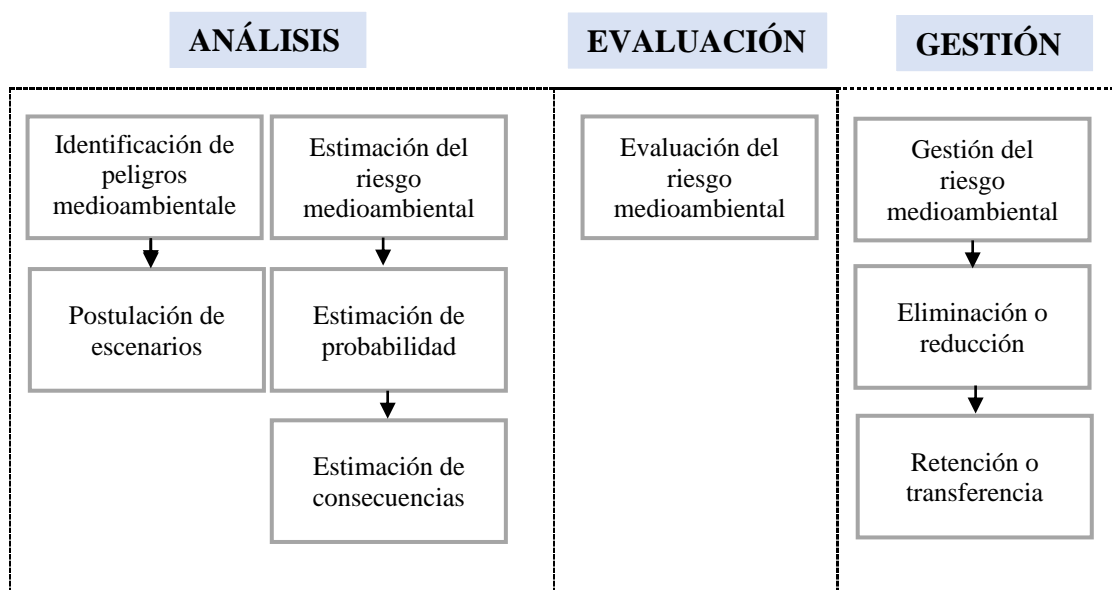 ANÁLISIS
EVALUACIÓN
GESTIÓN
Identificación de
peligros
medioambientale
Postulación de
escenarios
Estimación del
riesgo
medioambiental
Estimación de
probabilidad
Estimación de
consecuencias
Evaluación del
riesgo
medioambiental
Gestión del
riesgo
medioambiental
Eliminación o
reducción
Retención o
transferencia